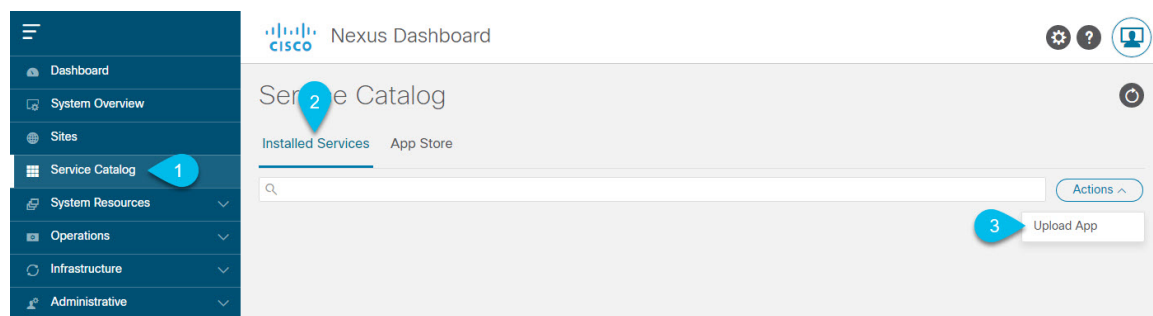 CISCO Nexus Dashboard
?
Dashboard
System Overview
Sites
Service Catalog
1
System Resources
Operations
Infrastructure
Administrative
Service Catalog
2
Installed Services App Store
Actions
3
Upload App